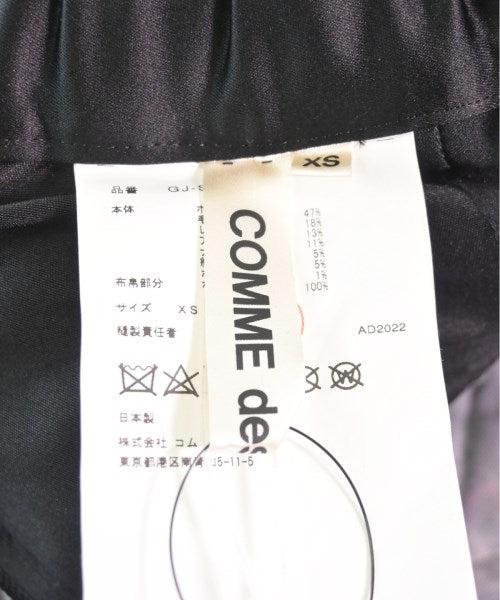 XS
品番 GJ-S
本体 47%
18%
13%
11%
5%
5%
1%
布帛部分 100%
サイズ XS
縫製責任者
AD2022
COMME des
日本製
株式会社 コム
東京都港区南青 5-11-5